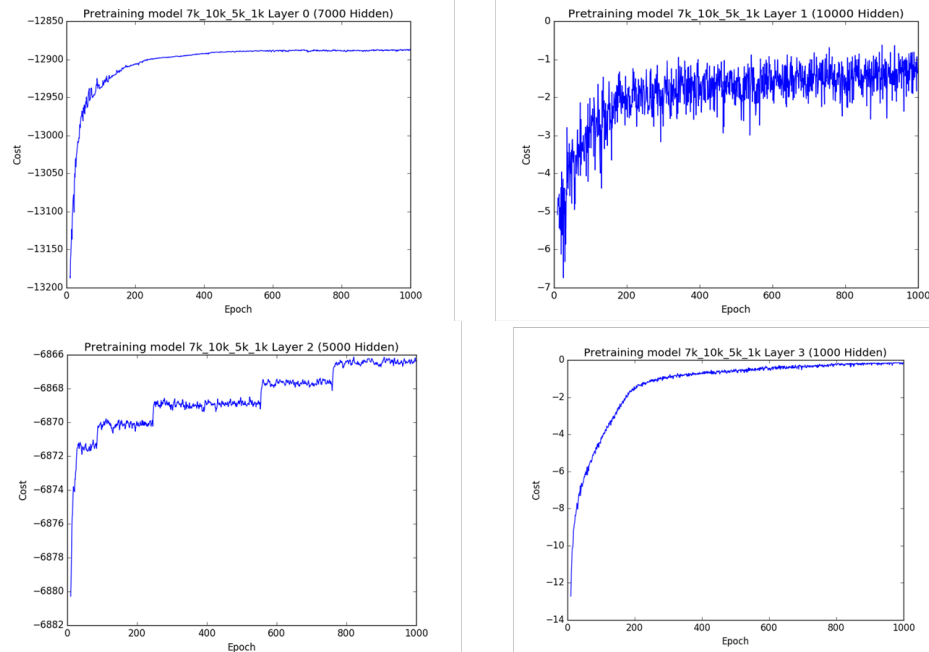 Pretraining model 7k_10k_5k_1k Layer 0 (7000 Hidden)
−12850
−12900
−12950
−13000
−13050
−13100
−13150
−13200
Cost
0 200 400 600 800 1000
Epoch
Pretraining model 7k_10k_5k_1k Layer 1 (10000 Hidden)
0
−1
−2
−3
−4
−5
−6
−7
Cost
0 200 400 600 800 1000
Epoch
Pretraining model 7k_10k_5k_1k Layer 2 (5000 Hidden)
−6866
−6868
−6870
−6872
−6874
−6876
−6878
−6880
−6882
Cost
0 200 400 600 800 1000
Epoch
Pretraining model 7k_10k_5k_1k Layer 3 (1000 Hidden)
0
−2
−4
−6
−8
−10
−12
−14
Cost
0 200 400 600 800 1000
Epoch